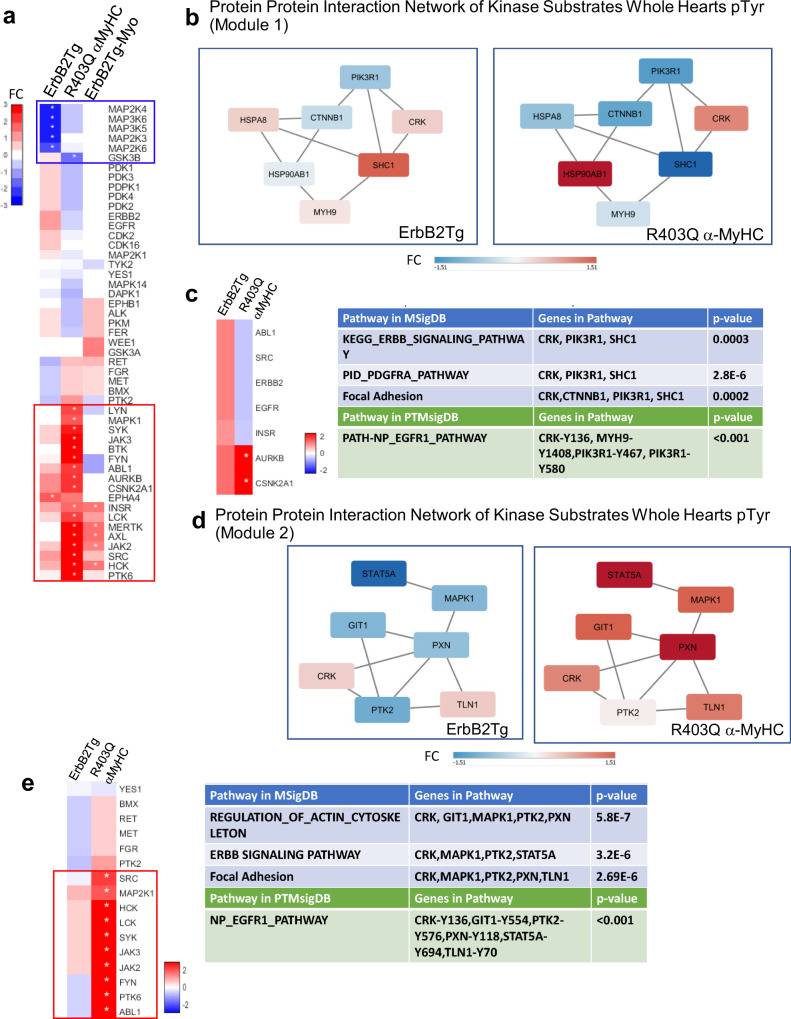 a
ErbB2Tg
R403Q αMyHC
ErbB2Tg-Myo
FC
3
2
1
0
-1
-2
-3
MAP2K4
MAP3K6
MAP3K5
MAP2K3
MAP2K6
GSK3B
PDK1
PDK3
PDPK1
PDK4
PDK2
ERBB2
EGFR
CDK2
CDK16
MAP2K1
TYK2
YES1
MAPK14
DAPK1
EPHB1
ALK
PKM
FER
WEE1
GSK3A
RET
FGR
MET
BMX
PTK2
LYN
MAPK1
SYK
JAK3
BTK
FYN
ABL1
AURKB
CSNK2A1
EPHA4
INSR
LCK
MERTK
AXL
JAK2
SRC
HCK
PTK6
b
Protein Protein Interaction Network of Kinase Substrates Whole Hearts pTyr
(Module 1)
PIK3R1
HSPA8
CTNNB1
CRK
SHC1
HSP90AB1
MYH9
ErbB2Tg
PIK3R1
HSPA8
CTNNB1
CRK
SHC1
HSP90AB1
MYH9
R403Q α-MyHC
FC
-1.51
1.51
c
ErbB2Tg
R403Q
αMyHC
ABL1
SRC
ERBB2
EGFR
INSR
AURKB
CSNK2A1
2
0
-2
Pathway in MSigDB Genes in Pathway p-value
KEGG_ERBB_SIGNALING_PATHWA
Y
CRK, PIK3R1, SHC1 0.0003
PID_PDGFRA_PATHWAY CRK, PIK3R1, SHC1 2.8E-6
Focal Adhesion CRK,CTNNB1, PIK3R1, SHC1 0.0002
Pathway in PTMsigDB Genes in Pathway p-value
PATH-NP_EGFR1_PATHWAY CRK-Y136, MYH9-
Y1408,PIK3R1-Y467, PIK3R1-
Y580
<0.001
d
Protein Protein Interaction Network of Kinase Substrates Whole Hearts pTyr
(Module 2)
STAT5A
MAPK1
GIT1
PXN
CRK
PTK2
TLN1
ErbB2Tg
STAT5A
MAPK1
GIT1
PXN
CRK
PTK2
TLN1
R403Q α-MyHC
FC
-1.51
1.51
e
ErbB2Tg
R403Q
αMyHC
YES1
BMX
RET
MET
FGR
PTK2
SRC
MAP2K1
HCK
LCK
SYK
JAK3
JAK2
FYN
PTK6
ABL1
2
0
-2
Pathway in MSigDB Genes in Pathway p-value
REGULATION_OF_ACTIN_CYTOSKE
LETON
CRK, GIT1,MAPK1,PTK2,PXN 5.8E-7
ERBB SIGNALING PATHWAY CRK,MAPK1,PTK2,STAT5A 3.2E-6
Focal Adhesion CRK,MAPK1,PTK2,PXN,TLN1 2.69E-6
Pathway in PTMsigDB Genes in Pathway p-value
NP_EGFR1_PATHWAY CRK-Y136,GIT1-Y554,PTK2-
Y576,PXN-Y118,STAT5A-
Y694,TLN1-Y70
<0.001